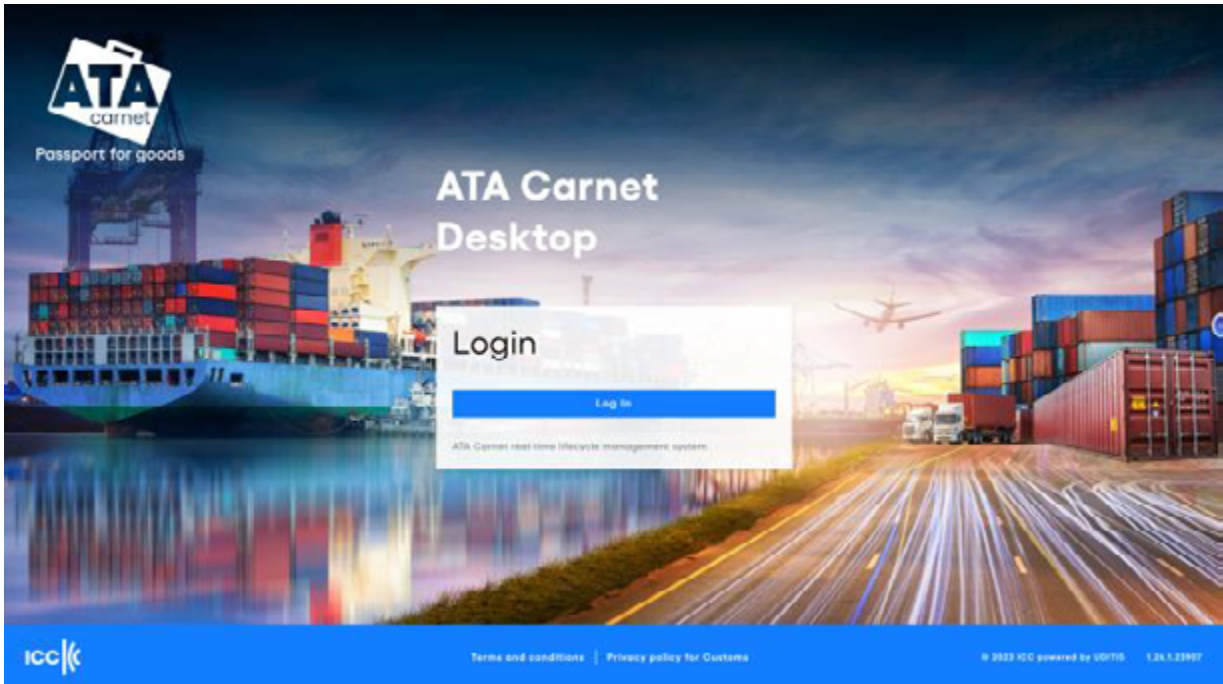 ATA
carnet
Passport for goods
ATA Carnet
Desktop
Login
Log In
ATA Carnet real-time lifecycle management system
ICC
Terms and conditions | Privacy policy for Customs
© 2023 ICC powered by